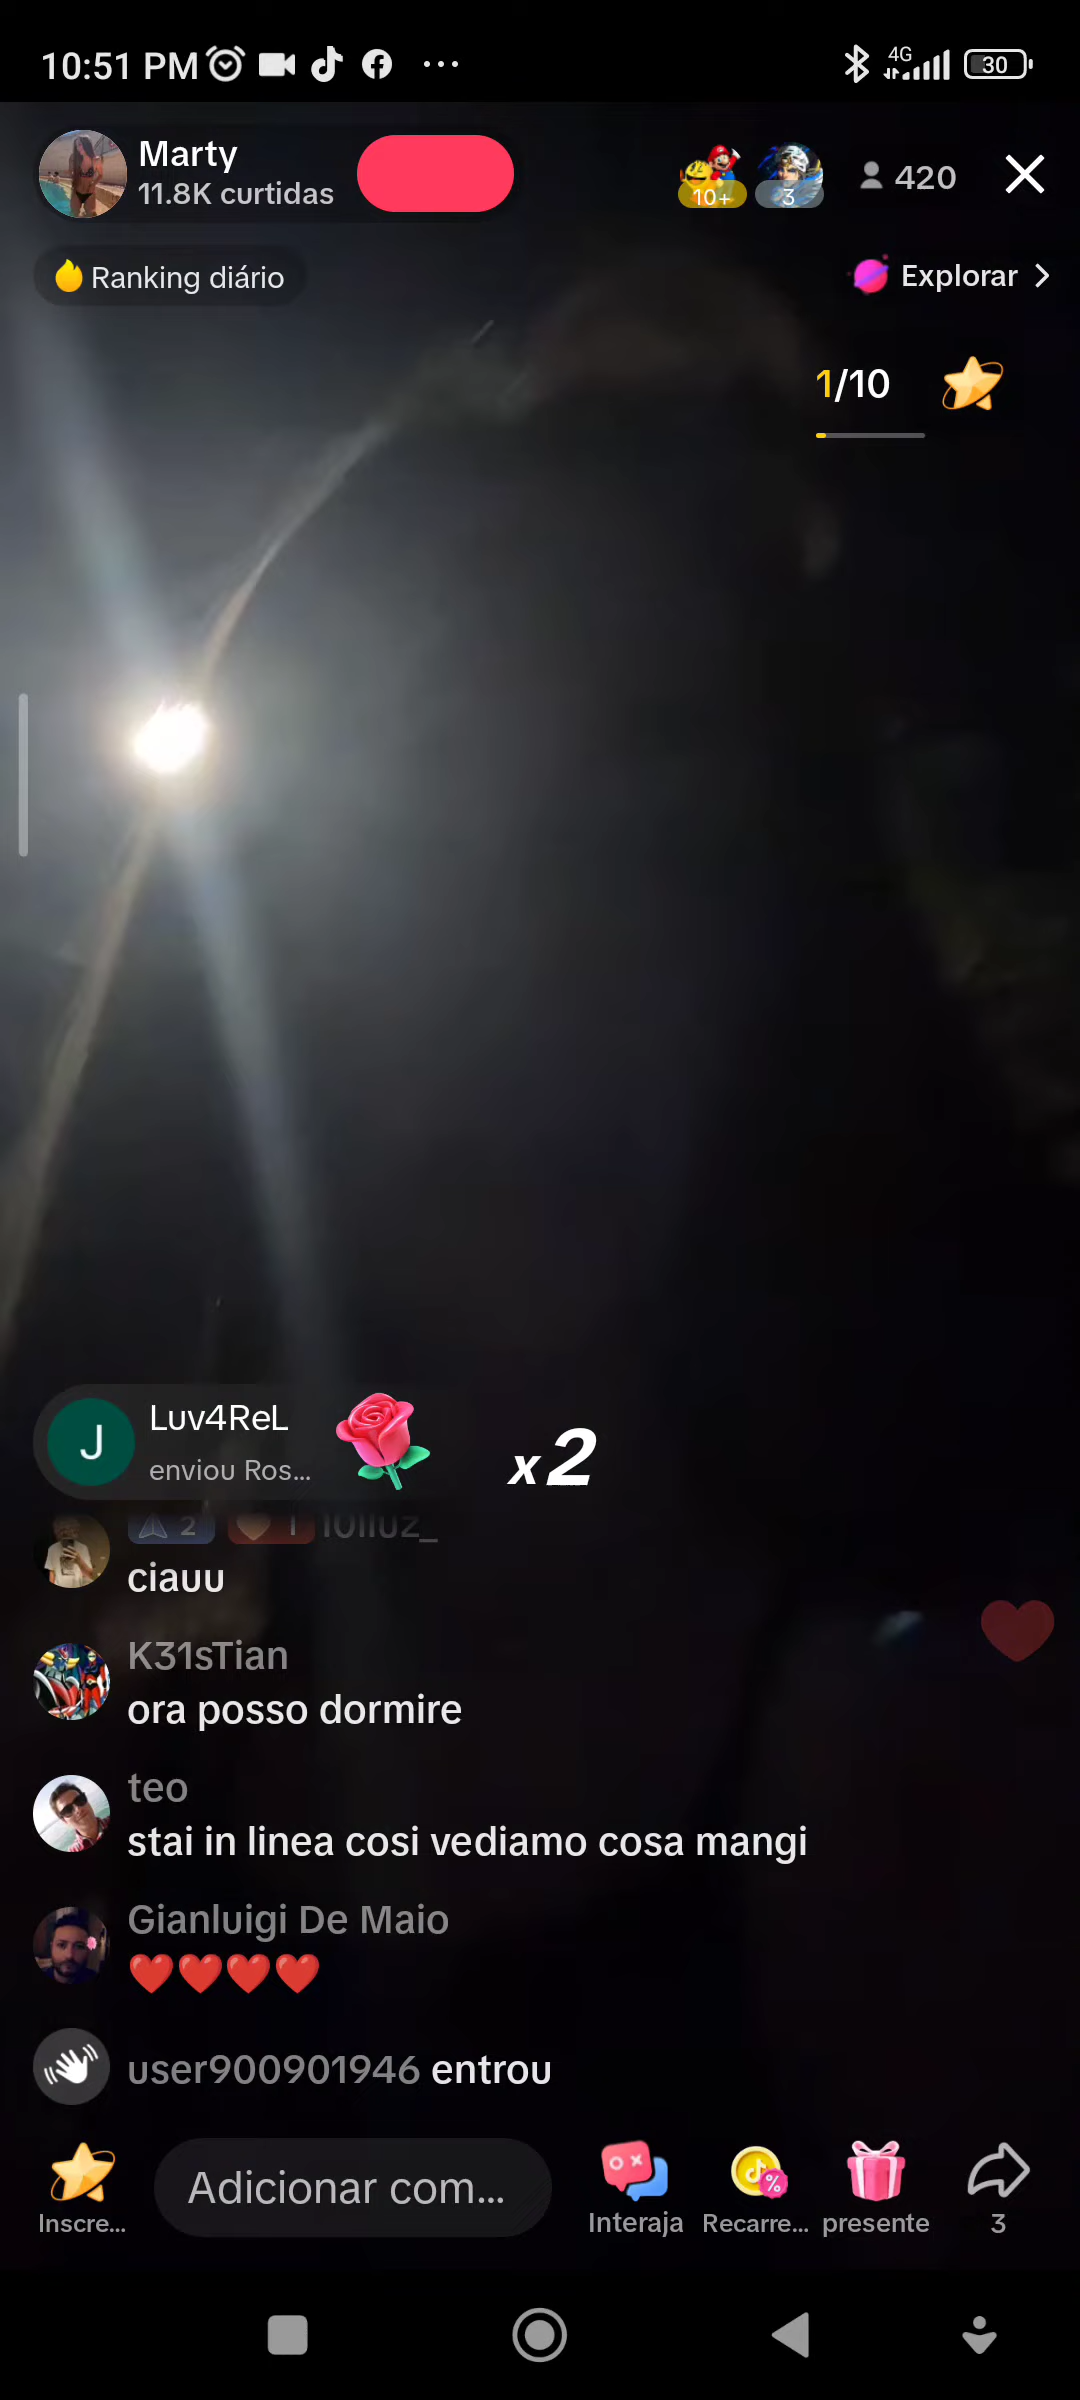 10:51 PM
4G
30
Marty
11.8K curtidas
10+
3
420
Ranking diário
Explorar
1/10
Luv4ReL
enviou Ros...
x2
2
1
ciauu
K31sTian
ora posso dormire
teo
stai in linea cosi vediamo cosa mangi
Gianluigi De Maio
❤️❤️❤️❤️
user900901946 entrou
Adicionar com...
Inscre...
Interaja
Recarre...
presente
3